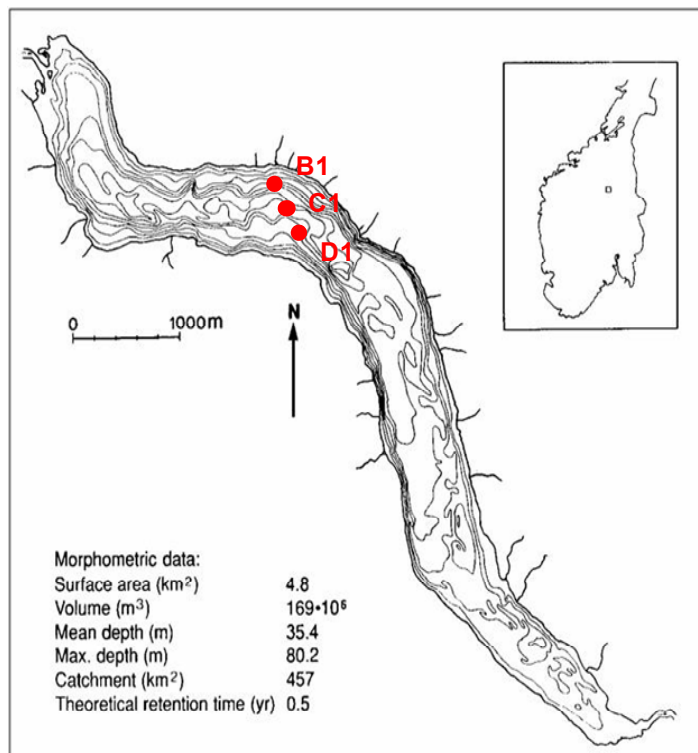 B1
C1
D1
0 1000m
N
Morphometric data:
Surface area (km²) 4.8
Volume (m³) 169•10⁶
Mean depth (m) 35.4
Max. depth (m) 80.2
Catchment (km²) 457
Theoretical retention time (yr) 0.5